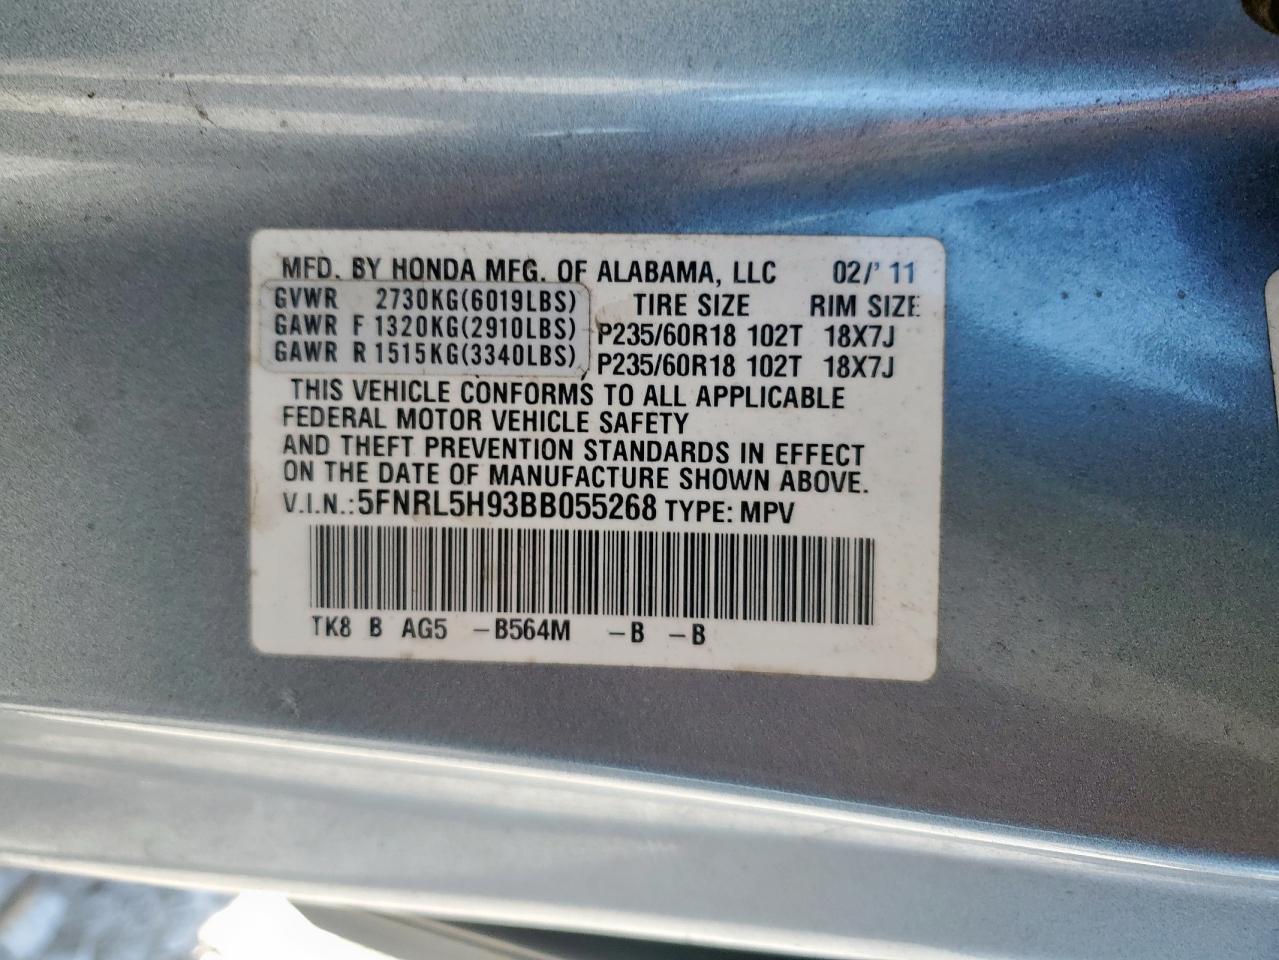 MFD. BY HONDA MFG. OF ALABAMA, LLC 02/'11
GVWR 2730KG(6019LBS) TIRE SIZE RIM SIZE
GAWR F 1320KG(2910LBS) P235/60R18 102T 18X7J
GAWR R 1515KG(3340LBS) P235/60R18 102T 18X7J
THIS VEHICLE CONFORMS TO ALL APPLICABLE
FEDERAL MOTOR VEHICLE SAFETY
AND THEFT PREVENTION STANDARDS IN EFFECT
ON THE DATE OF MANUFACTURE SHOWN ABOVE.
V.I.N.: 5FNRL5H93BB055268 TYPE: MPV
TK8 B AG5 -B564M -B -B